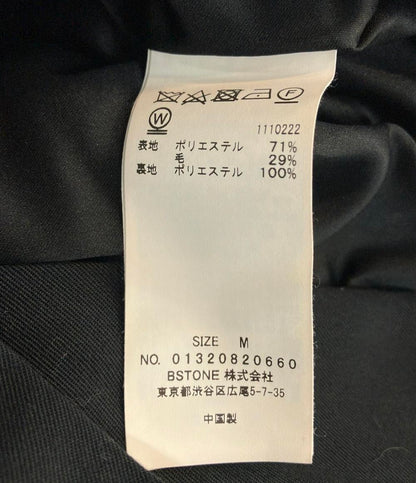 F
W
1110222
表地 ポリエステル 71%
毛 29%
裏地 ポリエステル 100%
SIZE M
NO. 01320820660
BSTONE 株式会社
東京都渋谷区広尾5-7-35
中国製